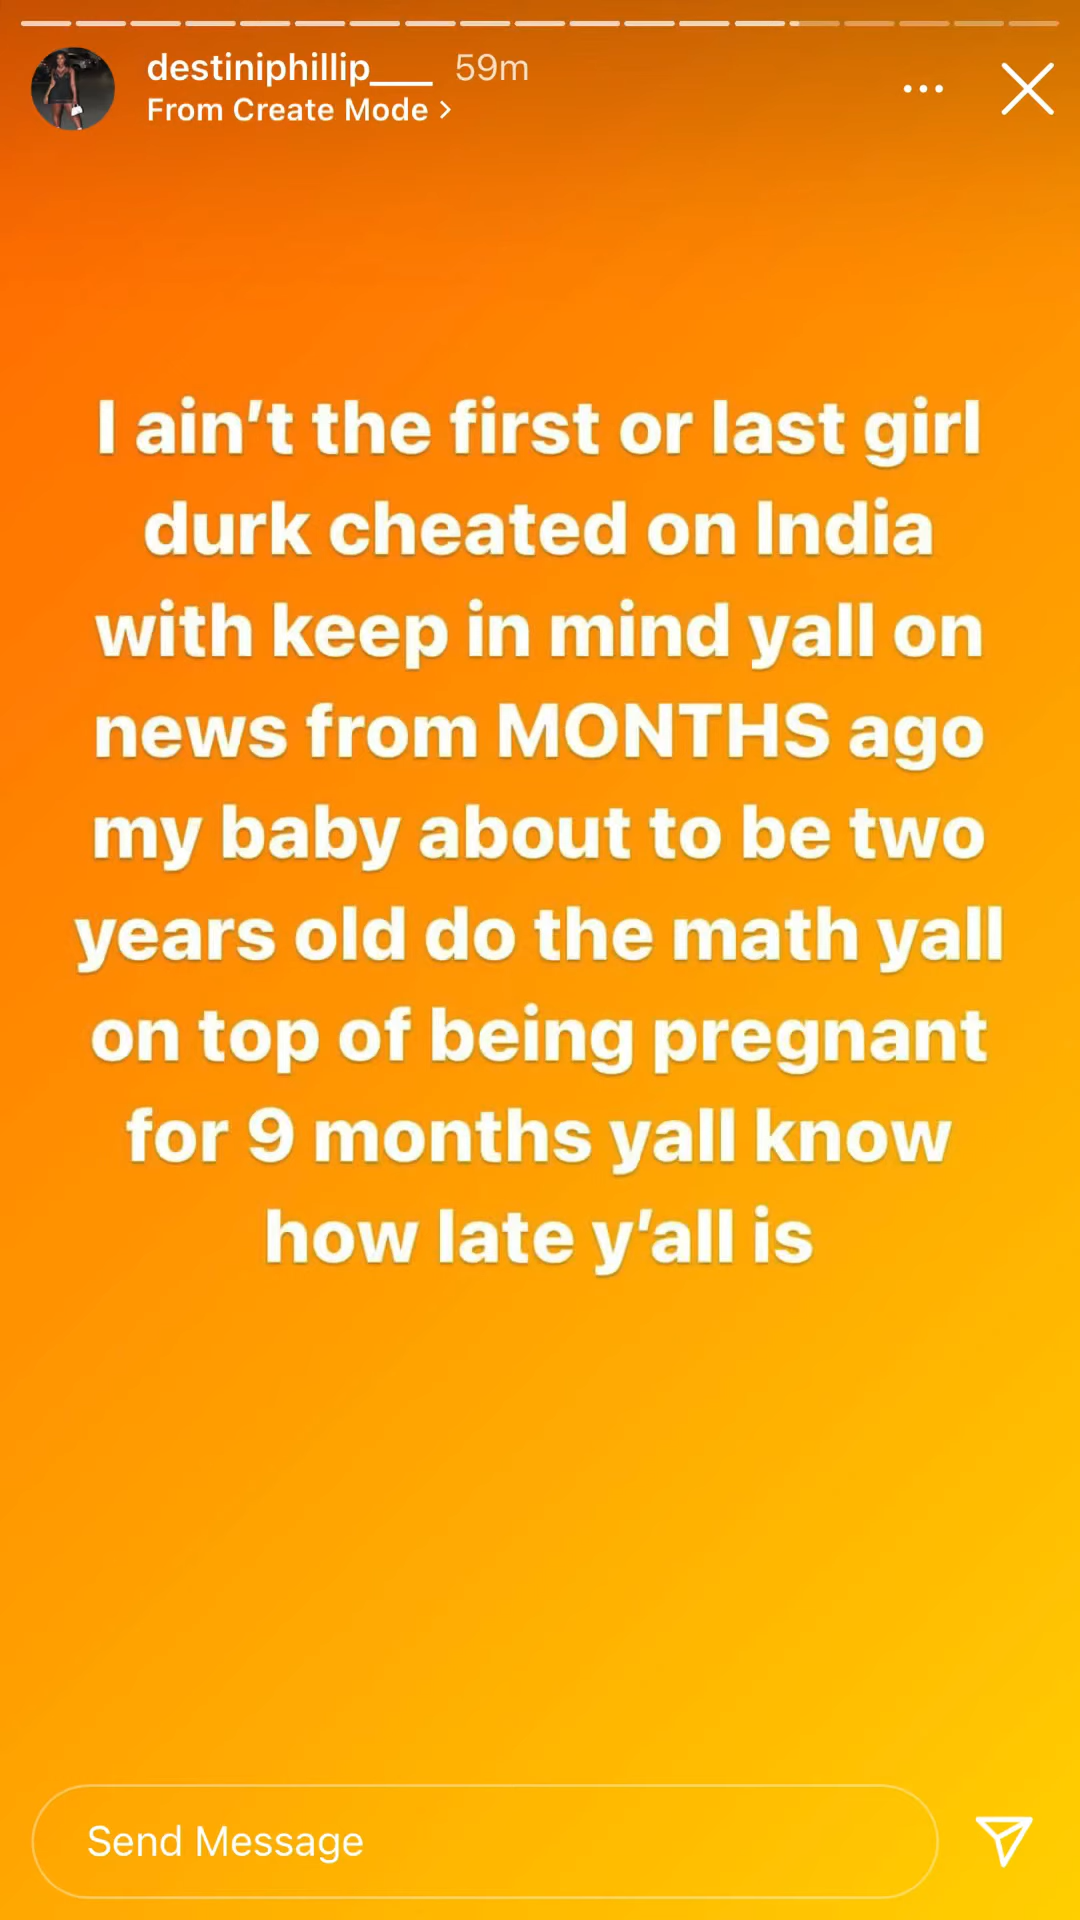 destiniphillip___ 59m
From Create Mode >
I ain't the first or last girl
durk cheated on India
with keep in mind yall on
news from MONTHS ago
my baby about to be two
years old do the math yall
on top of being pregnant
for 9 months yall know
how late y'all is
Send Message